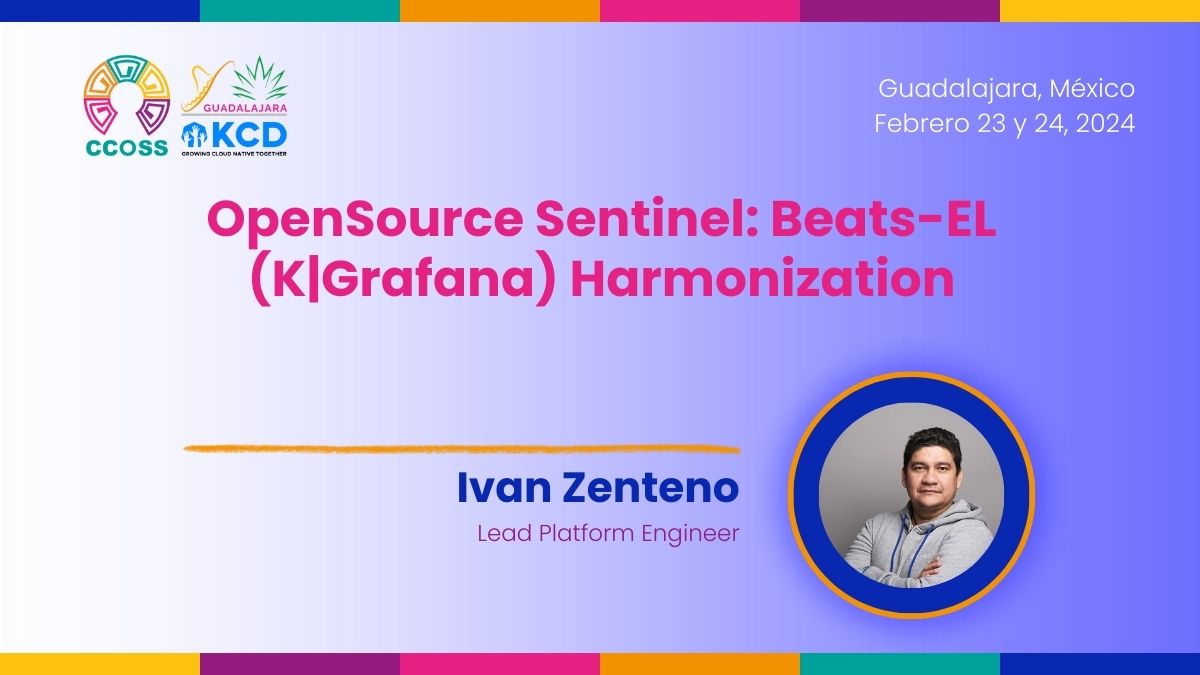 Guadalajara, México
Febrero 23 y 24, 2024
CCOSS
GUADALAJARA
KCD
GROWING CLOUD NATIVE TOGETHER
OpenSource Sentinel: Beats-EL
(K|Grafana) Harmonization
Ivan Zenteno
Lead Platform Engineer